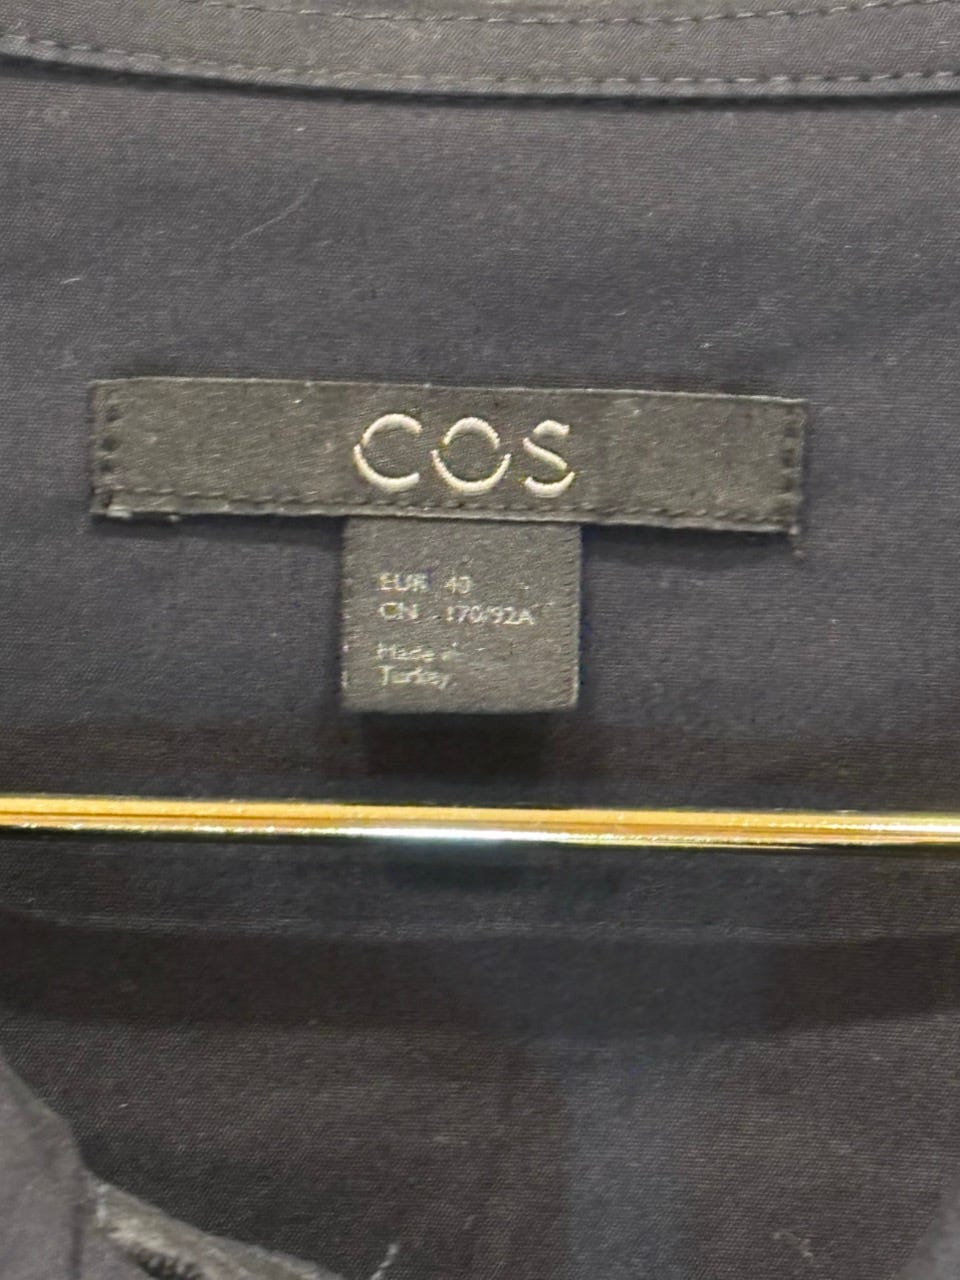 COS
EUR 40
CN 170/92A
Made in
Turkey